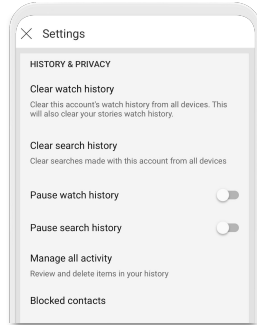 Settings
HISTORY & PRIVACY
Clear watch history
Clear this account's watch history from all devices. This
will also clear your stories watch history.
Clear search history
Clear searches made with this account from all devices
Pause watch history
Pause search history
Manage all activity
Review and delete items in your history
Blocked contacts